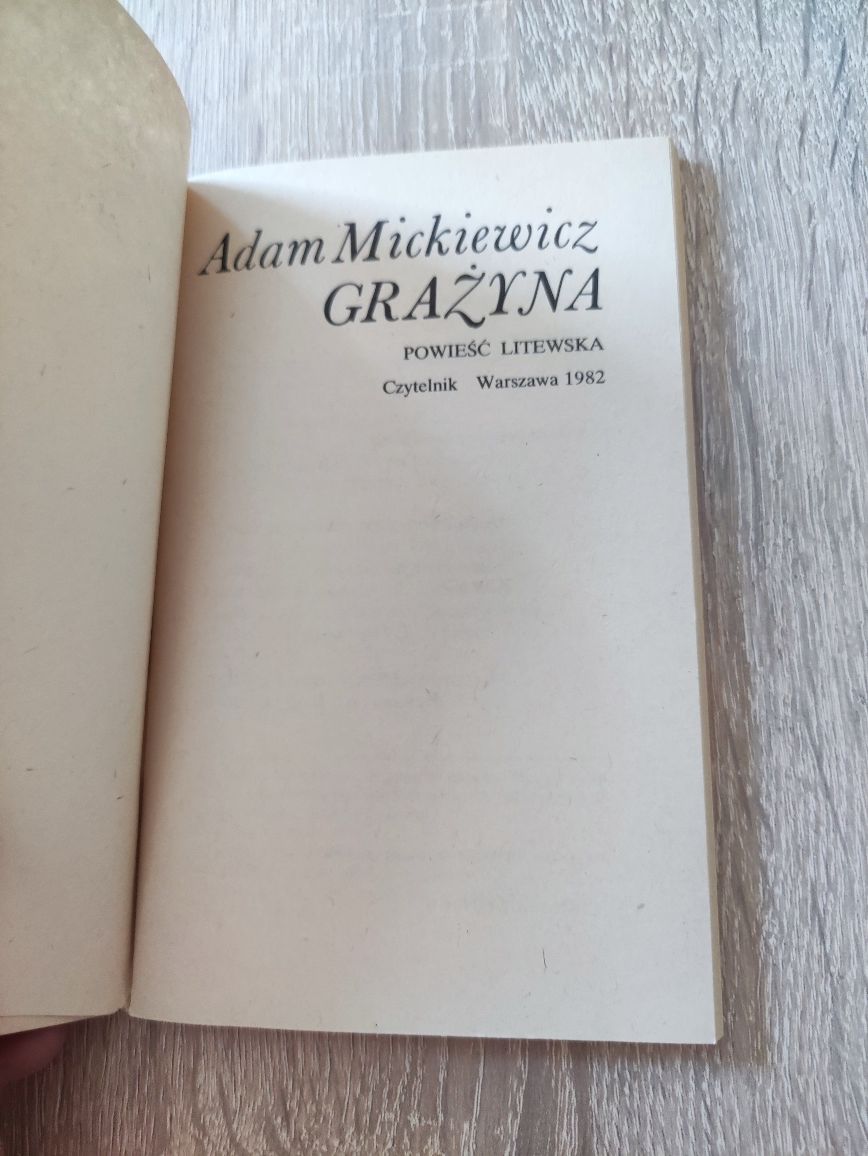 Adam Mickiewicz
GRAŻYNA
POWIEŚĆ LITEWSKA
Czytelnik Warszawa 1982